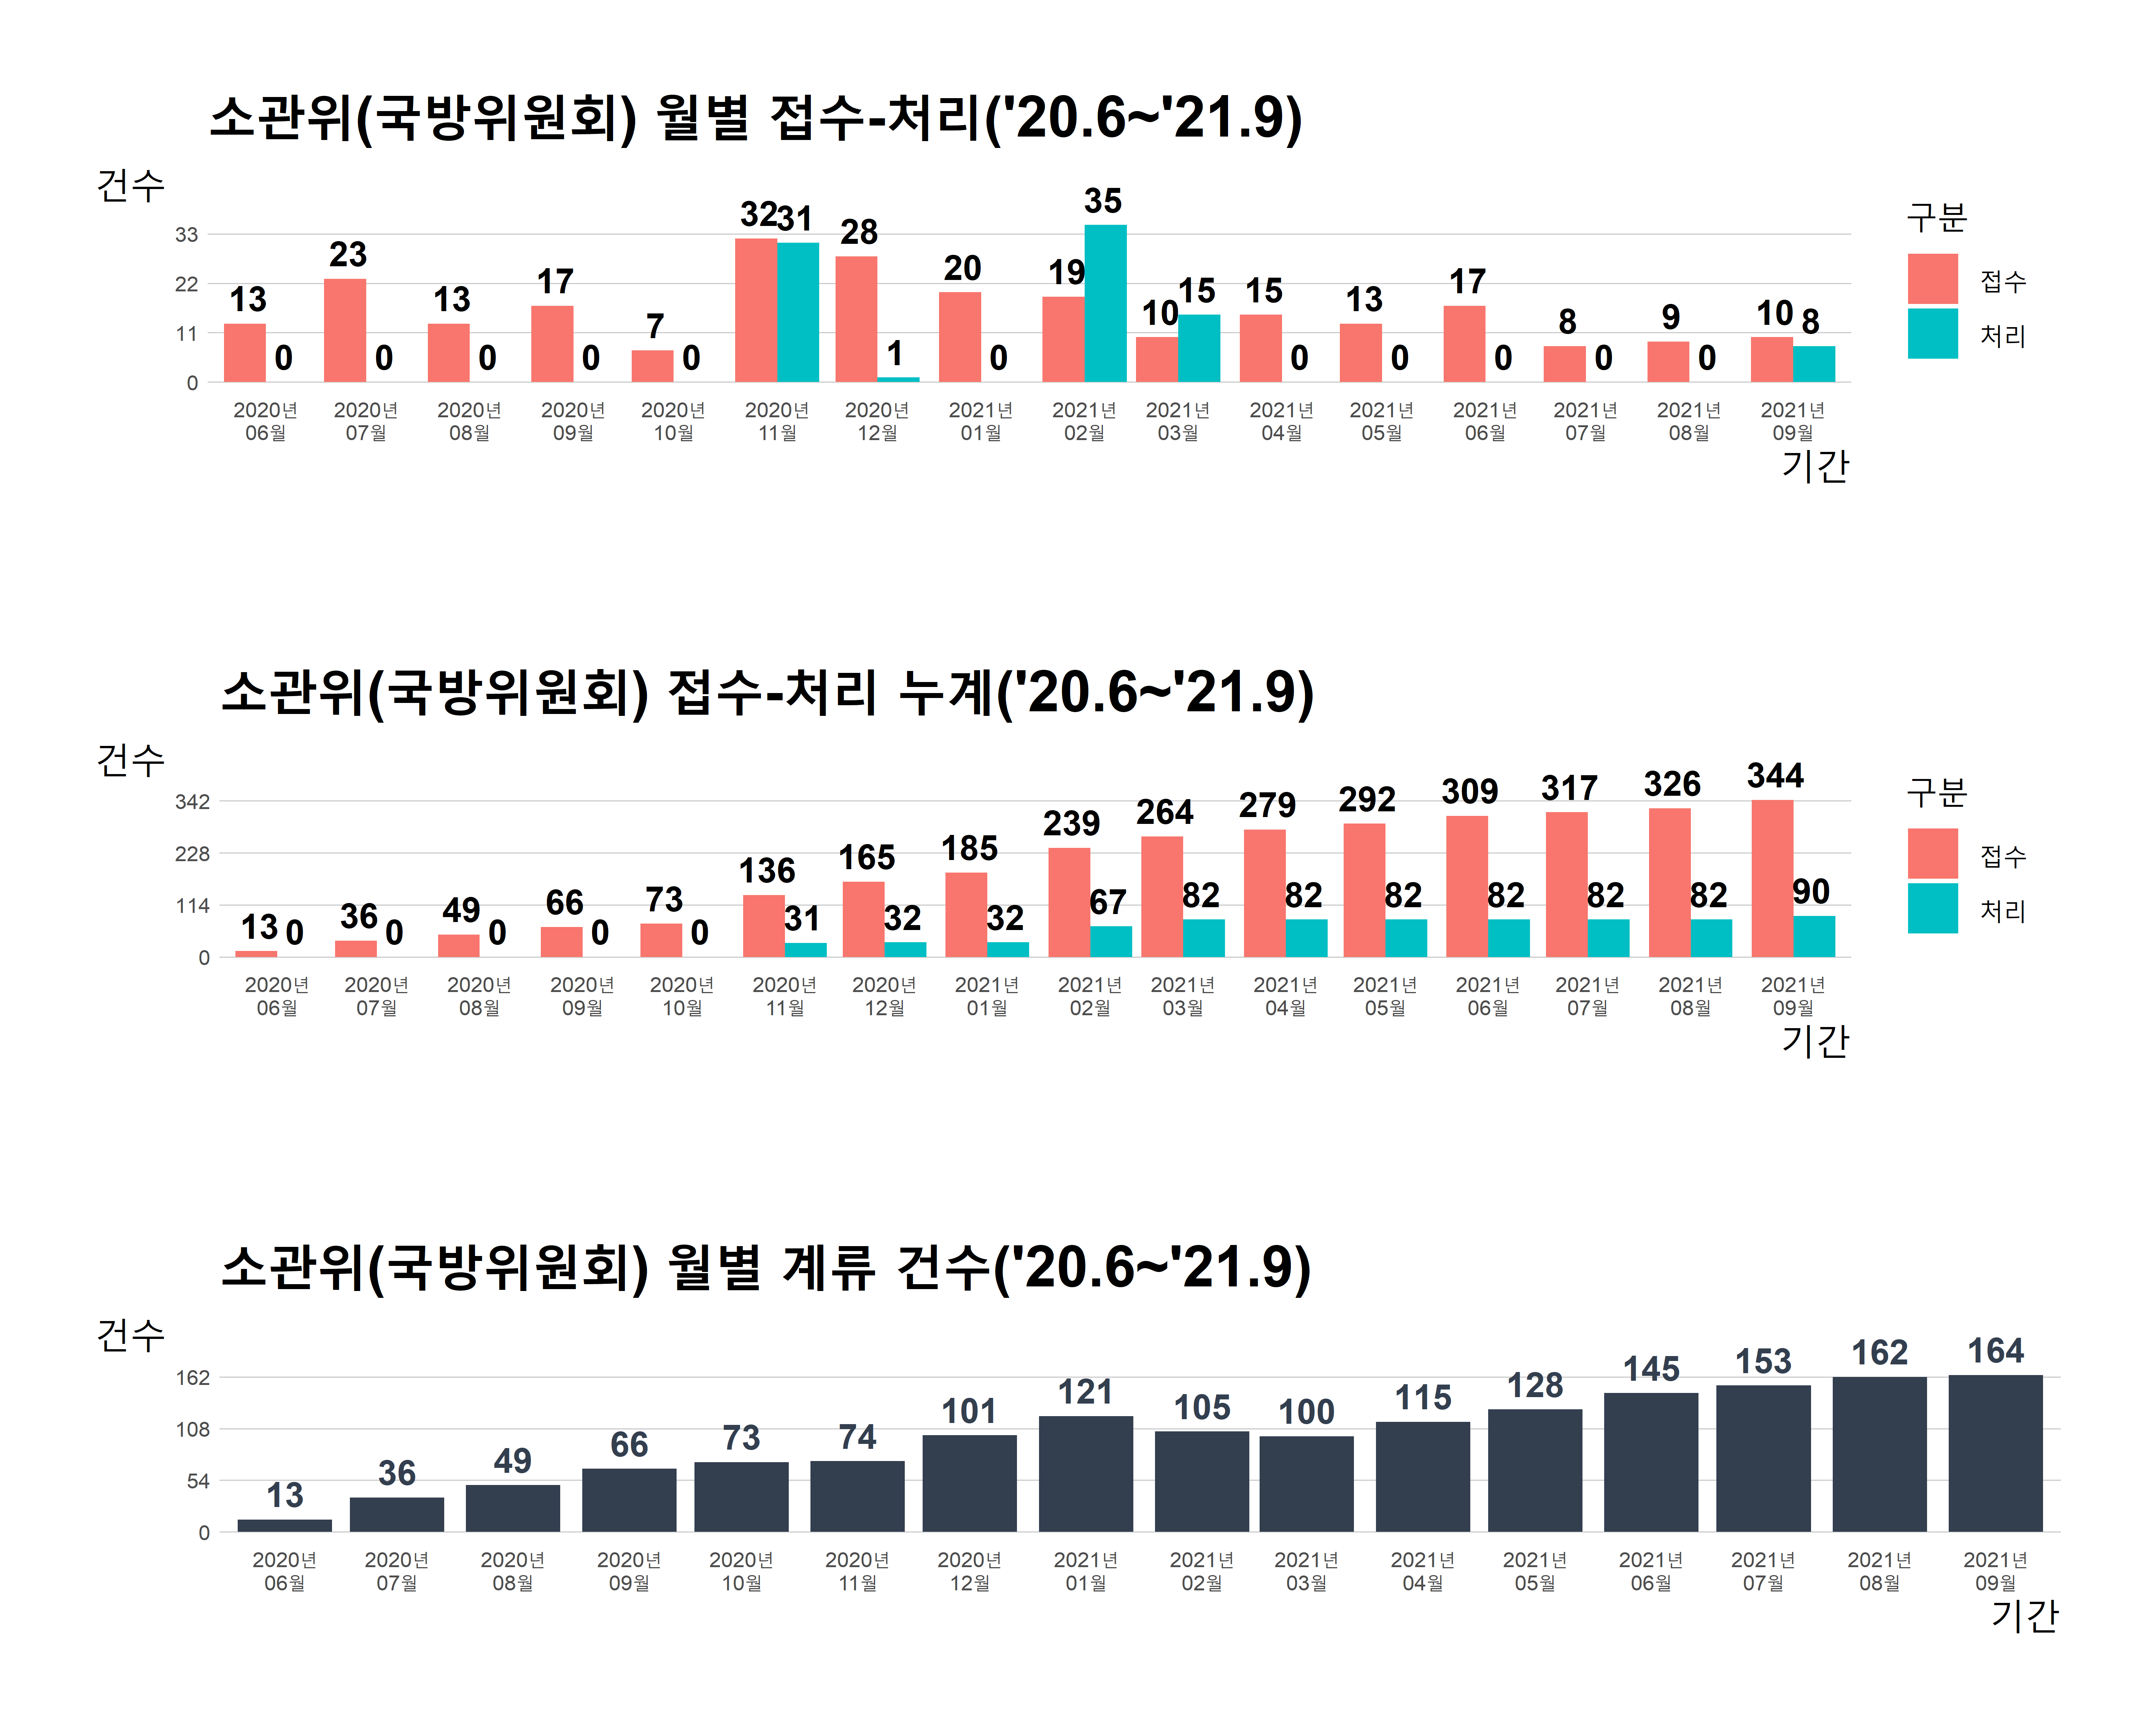 소관위(국방위원회) 월별 접수-처리('20.6~'21.9)
건수
33
22
11
0
13 0 23 0 13 0 17 0 7 0 32 31 28 1 20 0 19 35 10 15 15 0 13 0 17 0 8 0 9 0 10 8
2020년 2020년 2020년 2020년 2020년 2020년 2020년 2021년 2021년 2021년 2021년 2021년 2021년 2021년 2021년 2021년
06월 07월 08월 09월 10월 11월 12월 01월 02월 03월 04월 05월 06월 07월 08월 09월
기간
구분
접수
처리
소관위(국방위원회) 접수-처리 누계('20.6~'21.9)
건수
342
228
114
0
13 0 36 0 49 0 66 0 73 0 136 31 165 32 185 32 239 67 264 82 279 82 292 82 309 82 317 82 326 82 344 90
2020년 2020년 2020년 2020년 2020년 2020년 2020년 2021년 2021년 2021년 2021년 2021년 2021년 2021년 2021년 2021년
06월 07월 08월 09월 10월 11월 12월 01월 02월 03월 04월 05월 06월 07월 08월 09월
기간
구분
접수
처리
소관위(국방위원회) 월별 계류 건수('20.6~'21.9)
건수
162
108
54
0
13 36 49 66 73 74 101 121 105 100 115 128 145 153 162 164
2020년 2020년 2020년 2020년 2020년 2020년 2020년 2021년 2021년 2021년 2021년 2021년 2021년 2021년 2021년 2021년
06월 07월 08월 09월 10월 11월 12월 01월 02월 03월 04월 05월 06월 07월 08월 09월
기간